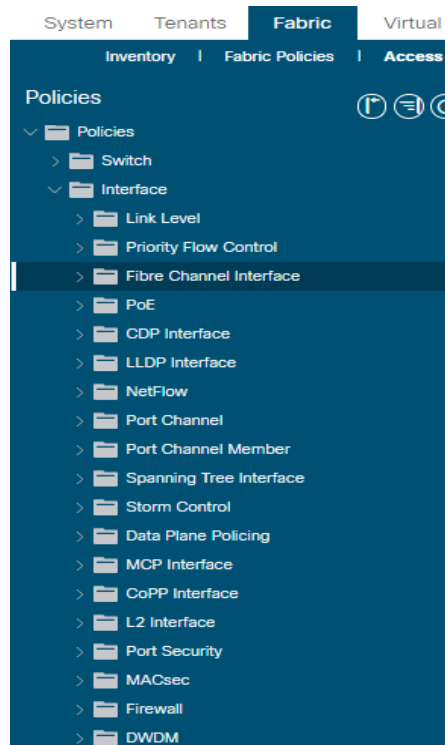 System Tenants Fabric Virtual
Inventory | Fabric Policies | Access
Policies
Policies
Switch
Interface
Link Level
Priority Flow Control
Fibre Channel Interface
PoE
CDP Interface
LLDP Interface
NetFlow
Port Channel
Port Channel Member
Spanning Tree Interface
Storm Control
Data Plane Policing
MCP Interface
CoPP Interface
L2 Interface
Port Security
MACsec
Firewall
DWDM